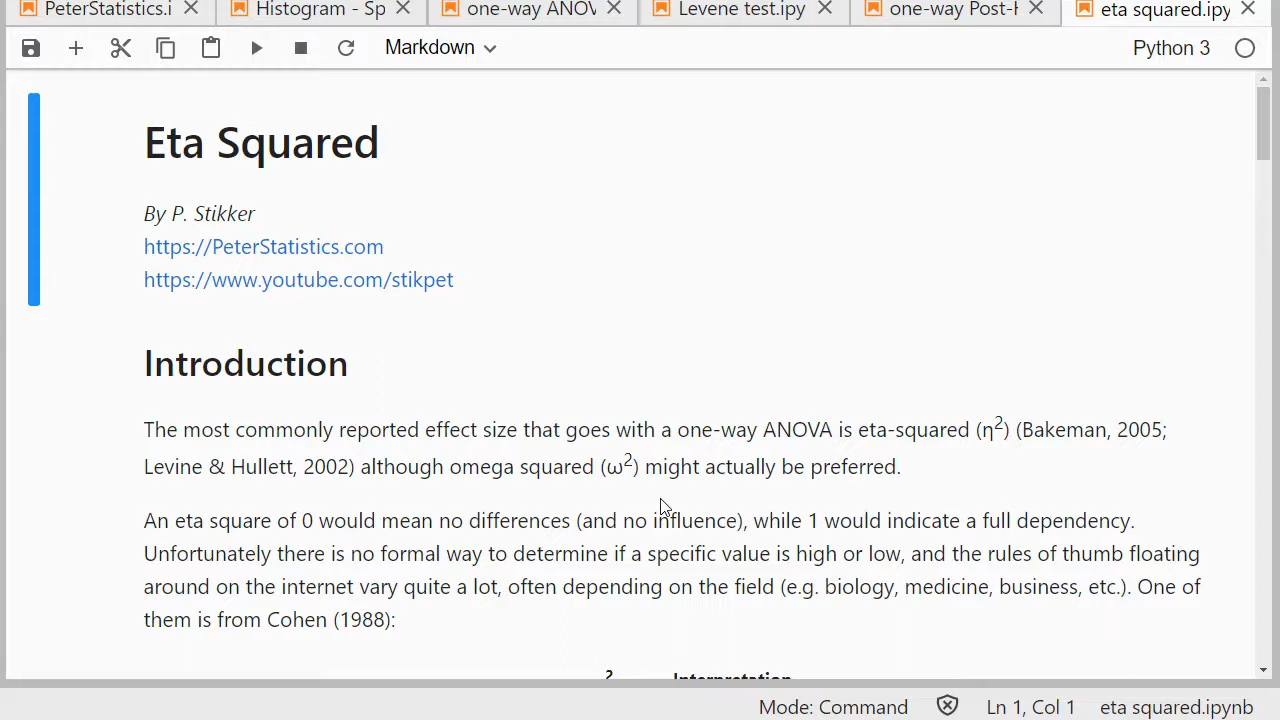 PeterStatistics.i
Histogram - Sp
one-way ANOV
Levene test.ipy
one-way Post-H
eta squared.ipy
Markdown
Python 3
Eta Squared
By P. Stikker
https://PeterStatistics.com
https://www.youtube.com/stikpet
Introduction
The most commonly reported effect size that goes with a one-way ANOVA is eta-squared (η²) (Bakeman, 2005;
Levine & Hullett, 2002) although omega squared (ω²) might actually be preferred.
An eta square of 0 would mean no differences (and no influence), while 1 would indicate a full dependency.
Unfortunately there is no formal way to determine if a specific value is high or low, and the rules of thumb floating
around on the internet vary quite a lot, often depending on the field (e.g. biology, medicine, business, etc.). One of
them is from Cohen (1988):
2 Interpretation
Mode: Command
Ln 1, Col 1
eta squared.ipynb